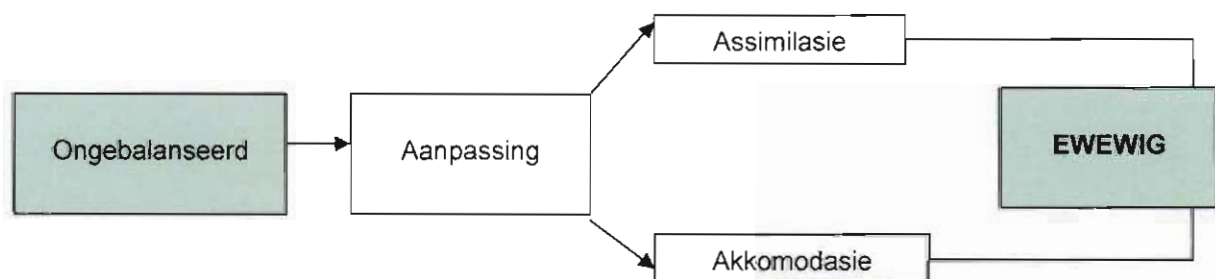 Assimilasie
Ongebalanseerd
Aanpassing
EWEWIG
Akkomodasie